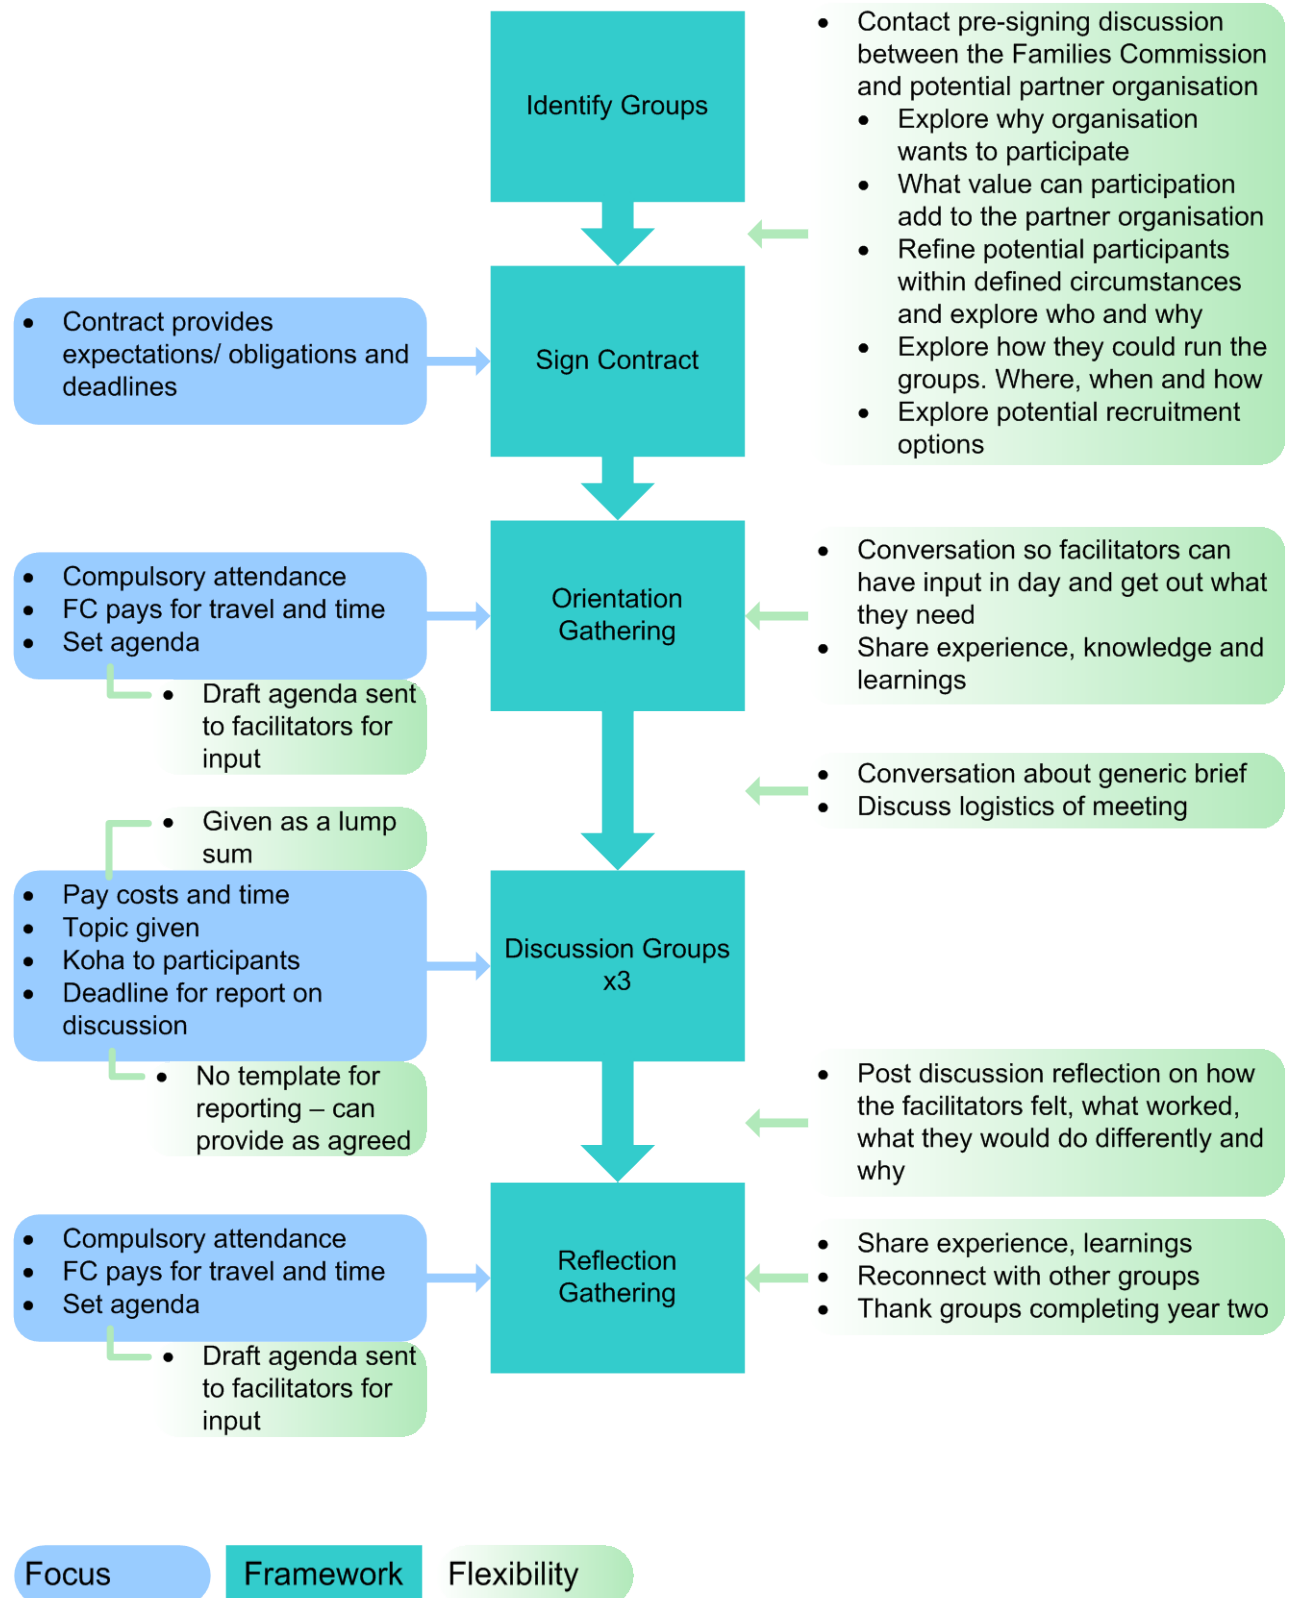 Identify Groups
• Contact pre-signing discussion
between the Families Commission
and potential partner organisation
• Explore why organisation
wants to participate
• What value can participation
add to the partner organisation
• Refine potential participants
within defined circumstances
and explore who and why
• Explore how they could run the
groups. Where, when and how
• Explore potential recruitment
options
• Contract provides
expectations/ obligations and
deadlines
Sign Contract
• Compulsory attendance
• FC pays for travel and time
• Set agenda
• Draft agenda sent
to facilitators for
input
Orientation
Gathering
• Conversation so facilitators can
have input in day and get out what
they need
• Share experience, knowledge and
learnings
• Conversation about generic brief
• Discuss logistics of meeting
• Given as a lump
sum
• Pay costs and time
• Topic given
• Koha to participants
• Deadline for report on
discussion
• No template for
reporting – can
provide as agreed
Discussion Groups
x3
• Post discussion reflection on how
the facilitators felt, what worked,
what they would do differently and
why
• Compulsory attendance
• FC pays for travel and time
• Set agenda
• Draft agenda sent
to facilitators for
input
Reflection
Gathering
• Share experience, learnings
• Reconnect with other groups
• Thank groups completing year two
Focus
Framework
Flexibility